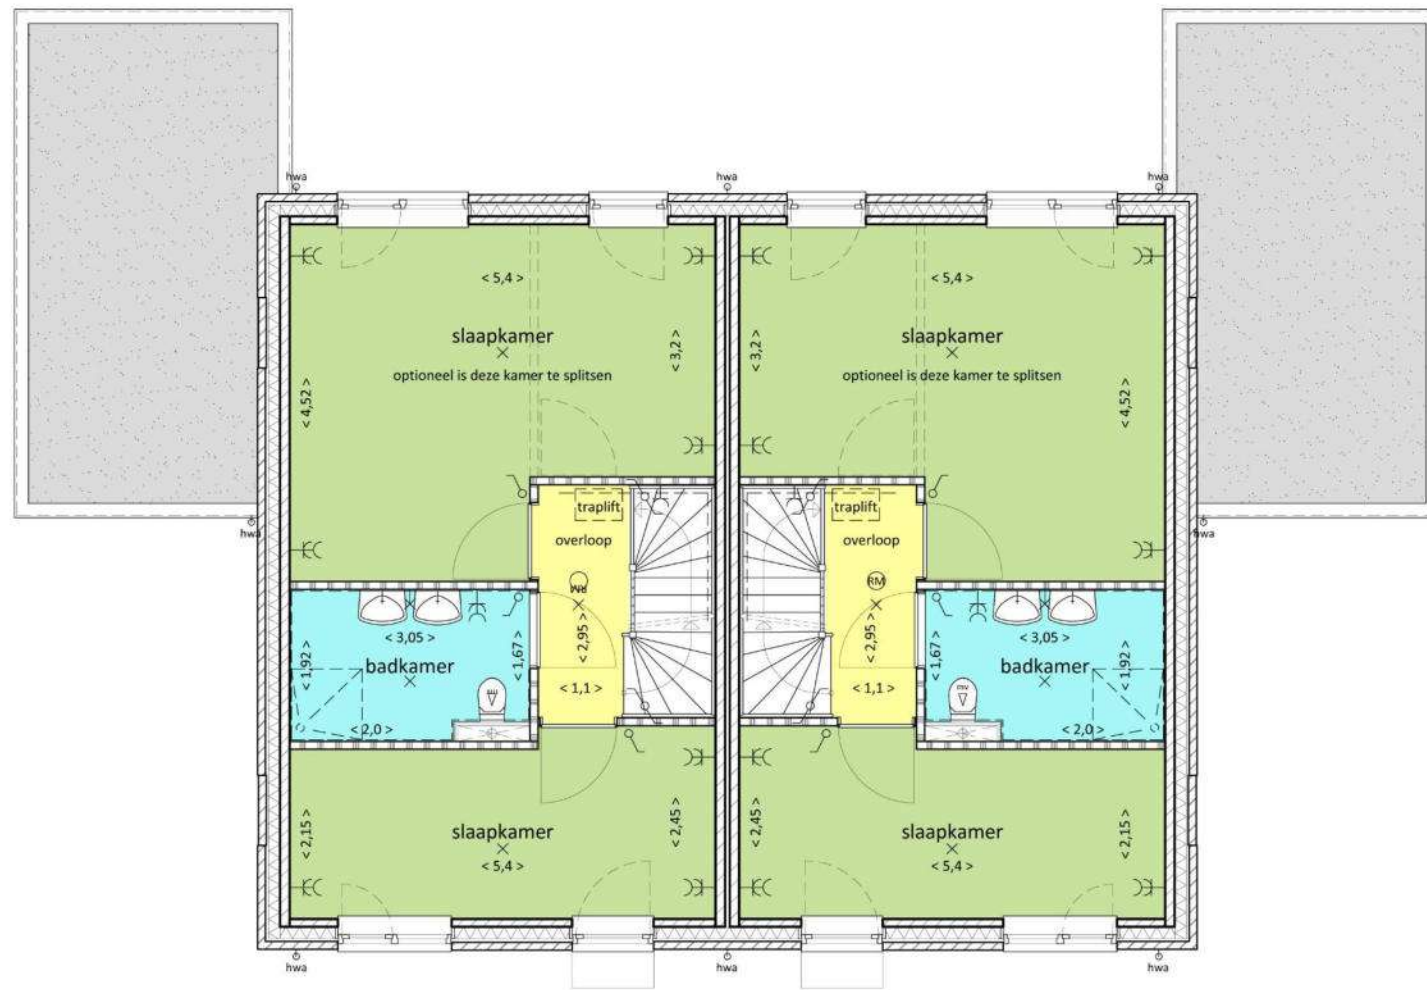 hwa hwa hwa
< 5,4 > < 5,4 >
slaapkamer < 3,2 > < 3,2 > slaapkamer
optioneel is deze kamer te splitsen optioneel is deze kamer te splitsen
< 4,52 > < 4,52 >
traplift traplift
hwa overloop overloop hwa
RM RM
< 3,05 > < 2,95 > < 2,95 > < 3,05 >
< 1,92 > badkamer < 1,67 > < 1,67 > badkamer < 1,92 >
< 1,1 > < 1,1 >
mv mv
< 2,0 > < 2,0 >
< 2,15 > slaapkamer < 2,45 > < 2,45 > slaapkamer < 2,15 >
< 5,4 > < 5,4 >
hwa hwa hwa